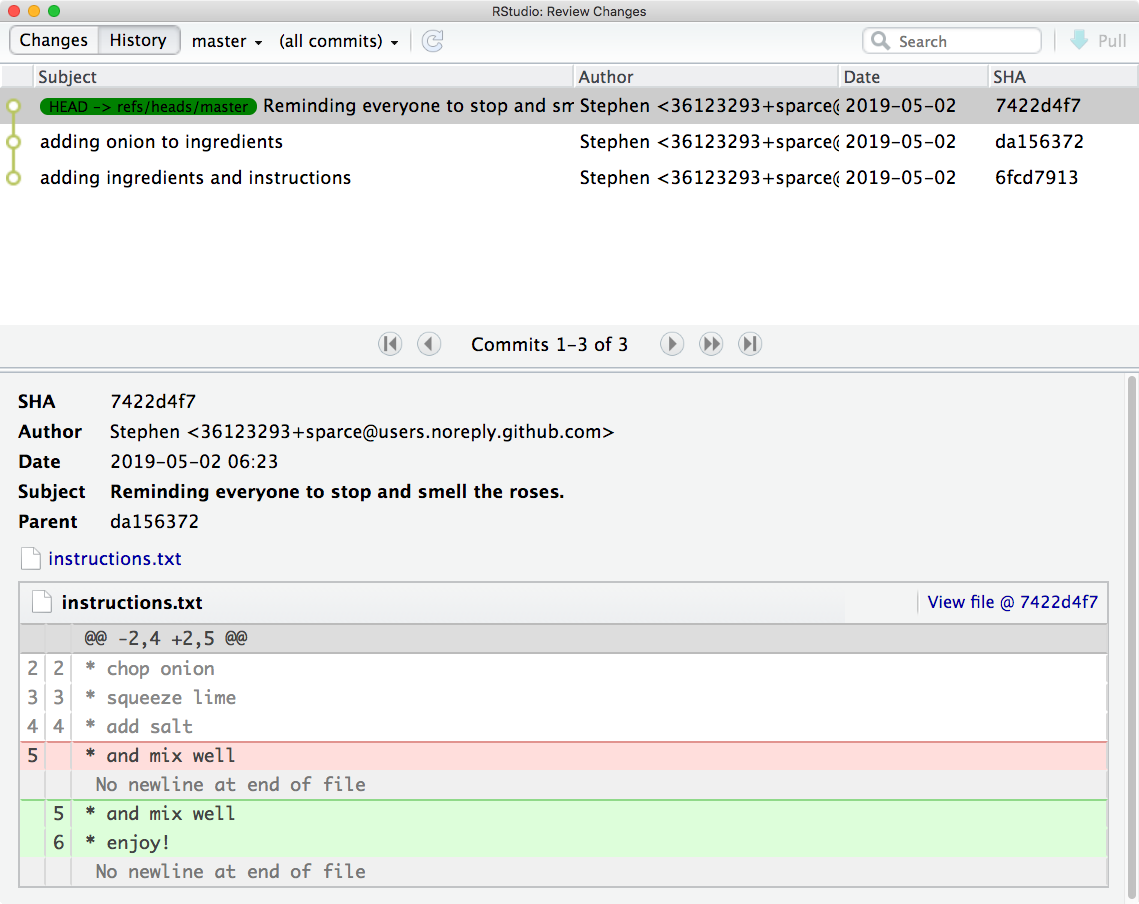 RStudio: Review Changes
Changes History master (all commits) Search Pull
Subject Author Date SHA
HEAD -> refs/heads/master Reminding everyone to stop and sm Stephen <36123293+sparce@ 2019-05-02 7422d4f7
adding onion to ingredients Stephen <36123293+sparce@ 2019-05-02 da156372
adding ingredients and instructions Stephen <36123293+sparce@ 2019-05-02 6fcd7913
Commits 1-3 of 3
SHA 7422d4f7
Author Stephen <36123293+sparce@users.noreply.github.com>
Date 2019-05-02 06:23
Subject Reminding everyone to stop and smell the roses.
Parent da156372
instructions.txt
instructions.txt View file @ 7422d4f7
@@ -2,4 +2,5 @@
2 2 * chop onion
3 3 * squeeze lime
4 4 * add salt
5 * and mix well
No newline at end of file
5 * and mix well
6 * enjoy!
No newline at end of file